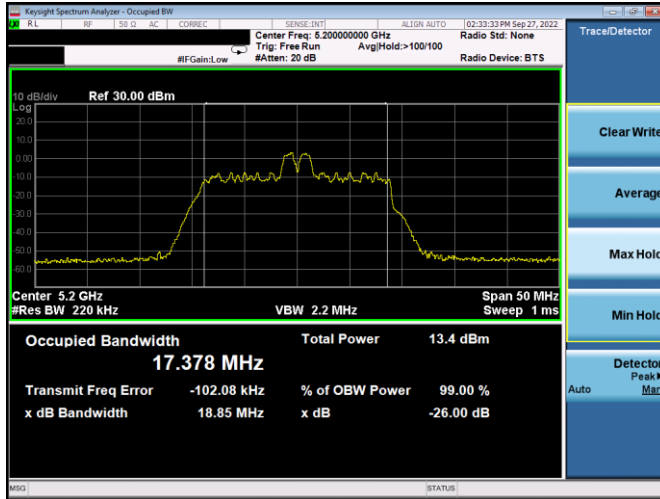 Keysight Spectrum Analyzer - Occupied BW
RL RF 50 Ω AC CORREC SENSE:INT ALIGN AUTO 02:33:33 PM Sep 27, 2022
Center Freq: 5.200000000 GHz Radio Std: None
Trig: Free Run Avg|Hold:>100/100
#IFGain:Low #Atten: 20 dB Radio Device: BTS
10 dB/div Ref 30.00 dBm
Log
20.0
10.0
0.00
-10.0
-20.0
-30.0
-40.0
-50.0
-60.0
Center 5.2 GHz Span 50 MHz
#Res BW 220 kHz VBW 2.2 MHz Sweep 1 ms
Occupied Bandwidth Total Power 13.4 dBm
17.378 MHz
Transmit Freq Error -102.08 kHz % of OBW Power 99.00 %
x dB Bandwidth 18.85 MHz x dB -26.00 dB
MSG STATUS
Trace/Detector
Clear Write
Average
Max Hold
Min Hold
Detector
Peak
Auto Man